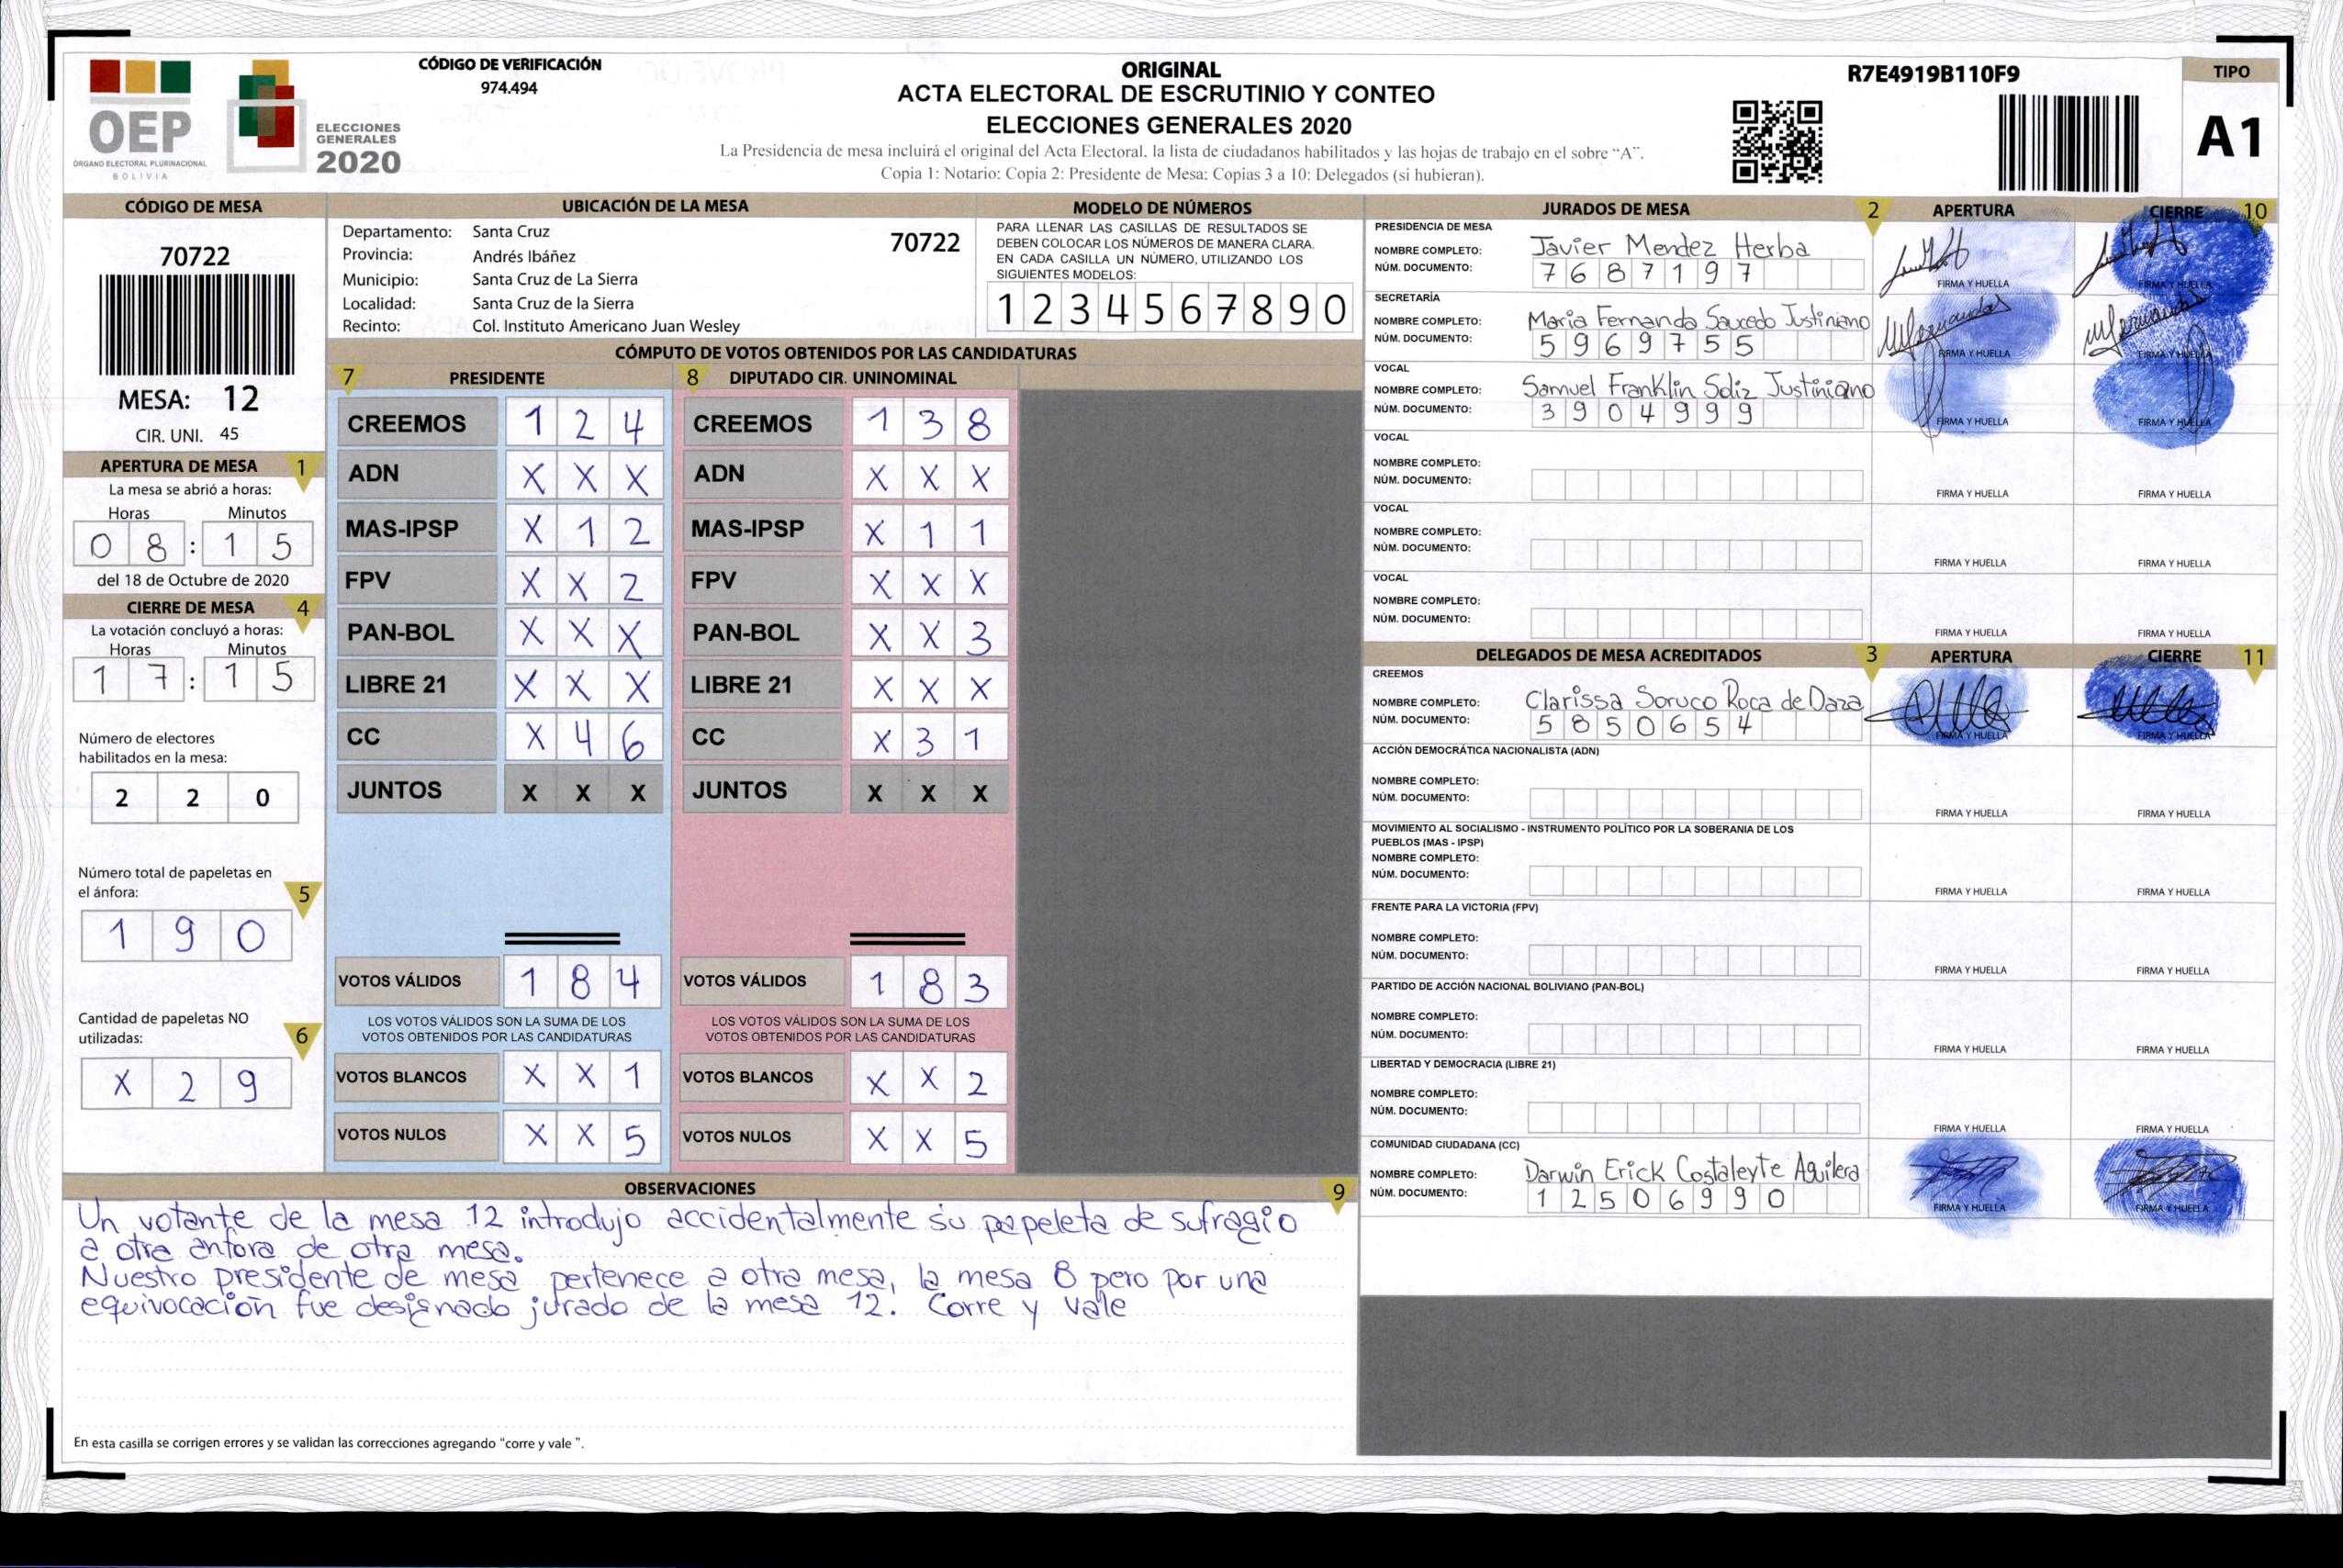 CÓDIGO DE VERIFICACIÓN
974.494
OEP
ÓRGANO ELECTORAL PLURINACIONAL
BOLIVIA
ELECCIONES
GENERALES
2020
ORIGINAL
ACTA ELECTORAL DE ESCRUTINIO Y CONTEO
ELECCIONES GENERALES 2020
La Presidencia de mesa incluirá el original del Acta Electoral, la lista de ciudadanos habilitados y las hojas de trabajo en el sobre "A".
Copia 1: Notario: Copia 2: Presidente de Mesa: Copias 3 a 10: Delegados (si hubieran).
R7E4919B110F9
TIPO
A1
CÓDIGO DE MESA
70722
MESA: 12
CIR. UNI. 45
APERTURA DE MESA 1
La mesa se abrió a horas:
Horas Minutos
0 8 : 1 5
del 18 de Octubre de 2020
CIERRE DE MESA 4
La votación concluyó a horas:
Horas Minutos
1 7 : 1 5
Número de electores
habilitados en la mesa:
2 2 0
Número total de papeletas en
el ánfora: 5
1 9 0
Cantidad de papeletas NO
utilizadas: 6
X 2 9
UBICACIÓN DE LA MESA
Departamento: Santa Cruz 70722
Provincia: Andrés Ibáñez
Municipio: Santa Cruz de La Sierra
Localidad: Santa Cruz de la Sierra
Recinto: Col. Instituto Americano Juan Wesley
MODELO DE NÚMEROS
PARA LLENAR LAS CASILLAS DE RESULTADOS SE
DEBEN COLOCAR LOS NÚMEROS DE MANERA CLARA.
EN CADA CASILLA UN NÚMERO, UTILIZANDO LOS
SIGUIENTES MODELOS:
1 2 3 4 5 6 7 8 9 0
CÓMPUTO DE VOTOS OBTENIDOS POR LAS CANDIDATURAS
7 PRESIDENTE 8 DIPUTADO CIR. UNINOMINAL
CREEMOS 1 2 4 CREEMOS 1 3 8
ADN X X X ADN X X X
MAS-IPSP X 1 2 MAS-IPSP X 1 1
FPV X X 2 FPV X X X
PAN-BOL X X X PAN-BOL X X 3
LIBRE 21 X X X LIBRE 21 X X X
CC X 4 6 CC X 3 1
JUNTOS X X X JUNTOS X X X
VOTOS VÁLIDOS 1 8 4 VOTOS VÁLIDOS 1 8 3
LOS VOTOS VÁLIDOS SON LA SUMA DE LOS LOS VOTOS VÁLIDOS SON LA SUMA DE LOS
VOTOS OBTENIDOS POR LAS CANDIDATURAS VOTOS OBTENIDOS POR LAS CANDIDATURAS
VOTOS BLANCOS X X 1 VOTOS BLANCOS X X 2
VOTOS NULOS X X 5 VOTOS NULOS X X 5
OBSERVACIONES 9
Un votante de la mesa 12 introdujo accidentalmente su papeleta de sufragio
a otra ánfora de otra mesa.
Nuestro presidente de mesa pertenece a otra mesa, la mesa 8 pero por una
equivocación fue designado jurado de la mesa 12. Corre y vale
En esta casilla se corrigen errores y se validan las correcciones agregando "corre y vale ".
JURADOS DE MESA 2 APERTURA CIERRE 10
PRESIDENCIA DE MESA
NOMBRE COMPLETO: Javier Mendez Herba
NÚM. DOCUMENTO: 7 6 8 7 1 9 7
FIRMA Y HUELLA FIRMA Y HUELLA
SECRETARÍA
NOMBRE COMPLETO: Maria Fernanda Saucedo Justiniano
NÚM. DOCUMENTO: 5 9 6 9 7 5 5
FIRMA Y HUELLA FIRMA Y HUELLA
VOCAL
NOMBRE COMPLETO: Samuel Franklin Soliz Justiniano
NÚM. DOCUMENTO: 3 9 0 4 9 9 9
FIRMA Y HUELLA FIRMA Y HUELLA
VOCAL
NOMBRE COMPLETO:
NÚM. DOCUMENTO:
FIRMA Y HUELLA FIRMA Y HUELLA
VOCAL
NOMBRE COMPLETO:
NÚM. DOCUMENTO:
FIRMA Y HUELLA FIRMA Y HUELLA
VOCAL
NOMBRE COMPLETO:
NÚM. DOCUMENTO:
FIRMA Y HUELLA FIRMA Y HUELLA
DELEGADOS DE MESA ACREDITADOS 3 APERTURA CIERRE 11
CREEMOS
NOMBRE COMPLETO: Clarissa Soruco Roca de Daza
NÚM. DOCUMENTO: 5 8 5 0 6 5 4
FIRMA Y HUELLA FIRMA Y HUELLA
ACCIÓN DEMOCRÁTICA NACIONALISTA (ADN)
NOMBRE COMPLETO:
NÚM. DOCUMENTO:
FIRMA Y HUELLA FIRMA Y HUELLA
MOVIMIENTO AL SOCIALISMO - INSTRUMENTO POLÍTICO POR LA SOBERANIA DE LOS
PUEBLOS (MAS - IPSP)
NOMBRE COMPLETO:
NÚM. DOCUMENTO:
FIRMA Y HUELLA FIRMA Y HUELLA
FRENTE PARA LA VICTORIA (FPV)
NOMBRE COMPLETO:
NÚM. DOCUMENTO:
FIRMA Y HUELLA FIRMA Y HUELLA
PARTIDO DE ACCIÓN NACIONAL BOLIVIANO (PAN-BOL)
NOMBRE COMPLETO:
NÚM. DOCUMENTO:
FIRMA Y HUELLA FIRMA Y HUELLA
LIBERTAD Y DEMOCRACIA (LIBRE 21)
NOMBRE COMPLETO:
NÚM. DOCUMENTO:
FIRMA Y HUELLA FIRMA Y HUELLA
COMUNIDAD CIUDADANA (CC)
NOMBRE COMPLETO: Darwin Erick Costaleyte Aguilera
NÚM. DOCUMENTO: 1 2 5 0 6 9 9 0
FIRMA Y HUELLA FIRMA Y HUELLA